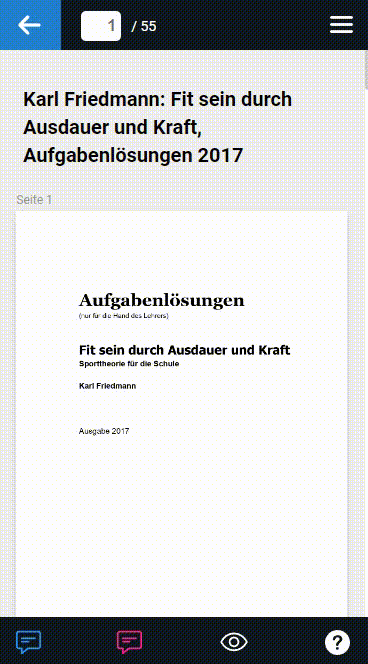 1 / 55
Karl Friedmann: Fit sein durch
Ausdauer und Kraft,
Aufgabenlösungen 2017
Seite 1
Aufgabenlösungen
(nur für die Hand des Lehrers)
Fit sein durch Ausdauer und Kraft
Sporttheorie für die Schule
Karl Friedmann
Ausgabe 2017
?